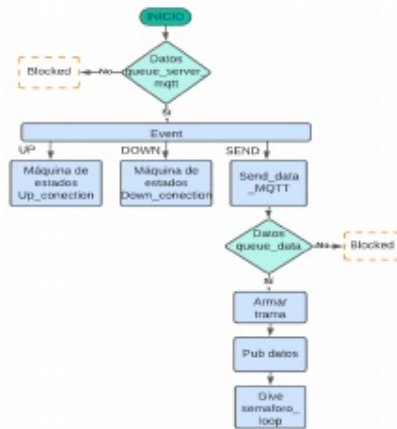 INICIO
Datos
queue_server_
mqtt
No
Blocked
Si
Event
UP
DOWN
SEND
Máquina de
estados
Up_conection
Máquina de
estados
Down_conection
Send_data
_MQTT
Datos
queue_data
No
Blocked
Si
Armar
trama
Pub datos
Give
semaforo_
loop